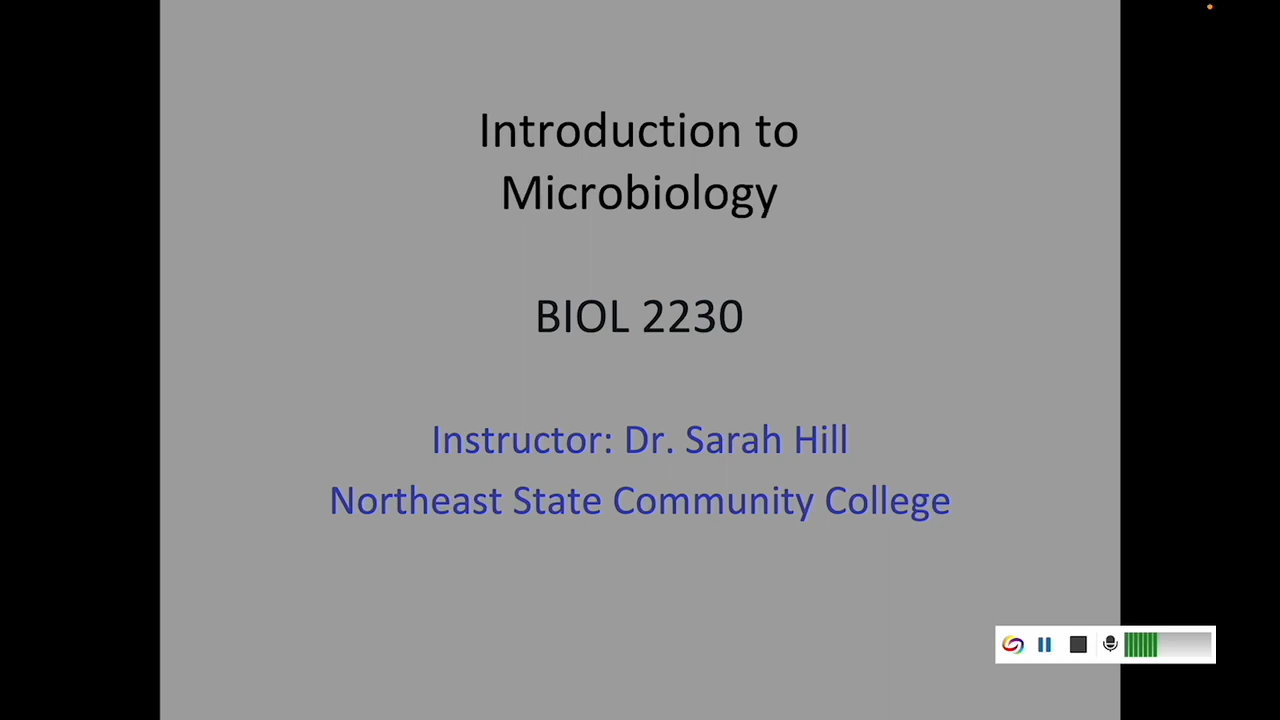 Introduction to
Microbiology
BIOL 2230
Instructor: Dr. Sarah Hill
Northeast State Community College